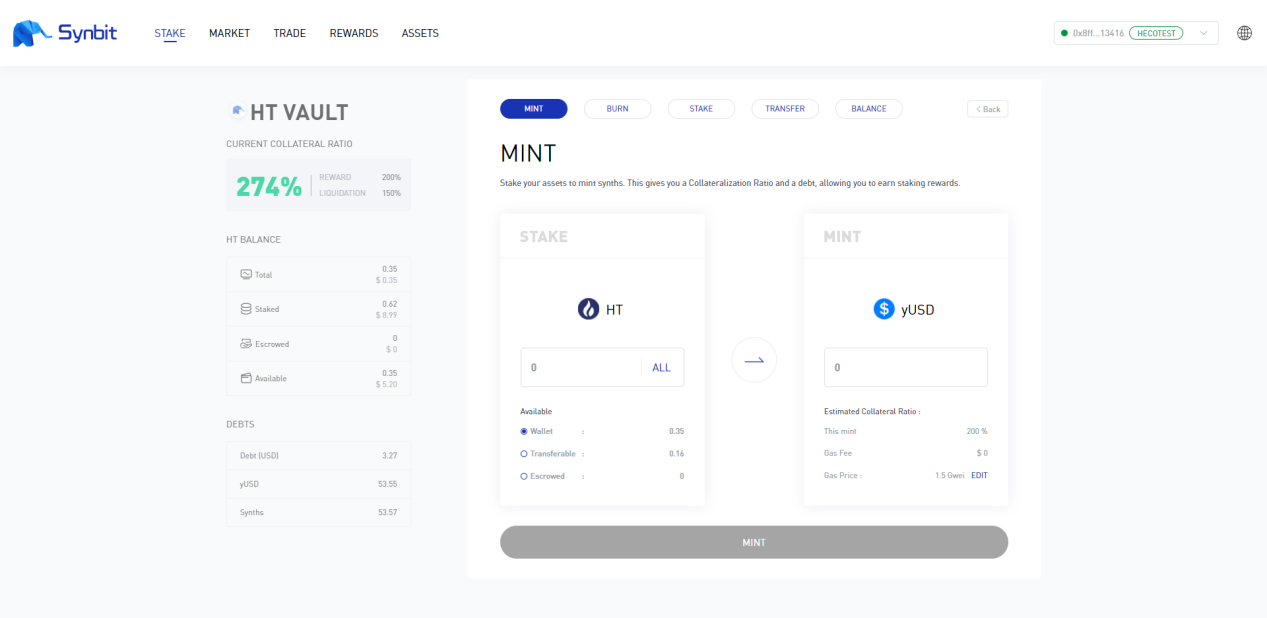 Synbit
STAKE MARKET TRADE REWARDS ASSETS
0x8ff...13416 HECOTEST
HT VAULT
CURRENT COLLATERAL RATIO
274%
REWARD 200%
LIQUIDATION 150%
HT BALANCE
Total 0.35
$ 0.35
Staked 0.62
$ 8.99
Escrowed 0
$ 0
Available 0.35
$ 5.20
DEBTS
Debt (USD) 3.27
yUSD 53.55
Synths 53.57
MINT BURN STAKE TRANSFER BALANCE < Back
MINT
Stake your assets to mint synths. This gives you a Collateralization Ratio and a debt, allowing you to earn staking rewards.
STAKE
HT
0 ALL
Available
Wallet : 0.35
Transferable : 0.16
Escrowed : 0
MINT
yUSD
0
Estimated Collateral Ratio :
This mint 200 %
Gas Fee $ 0
Gas Price : 1.5 Gwei EDIT
MINT